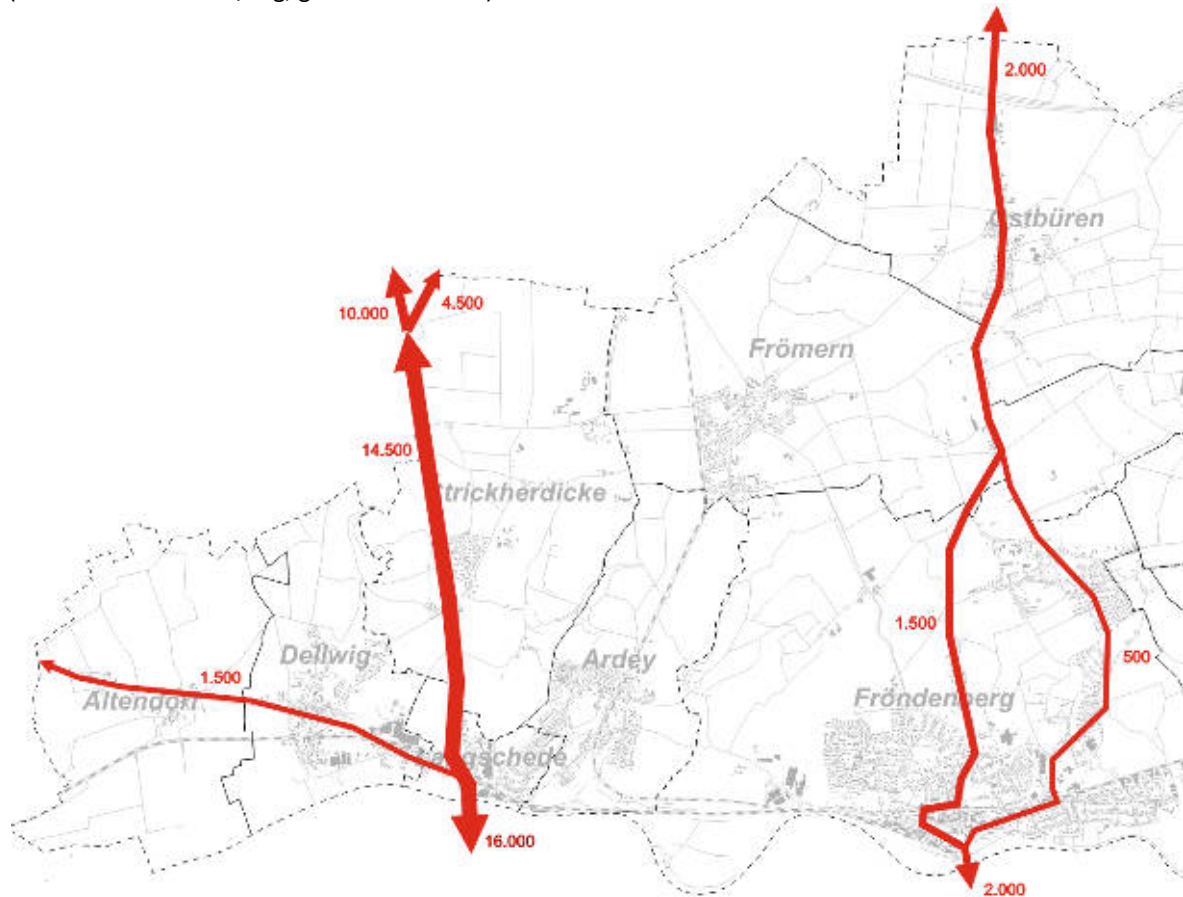 2.000
Ostbüren
10.000
4.500
Frömern
14.500
Strickherdicke
1.500
Dellwig
Ardey
1.500
500
Altendorf
Fröndenberg
Langschede
16.000
2.000